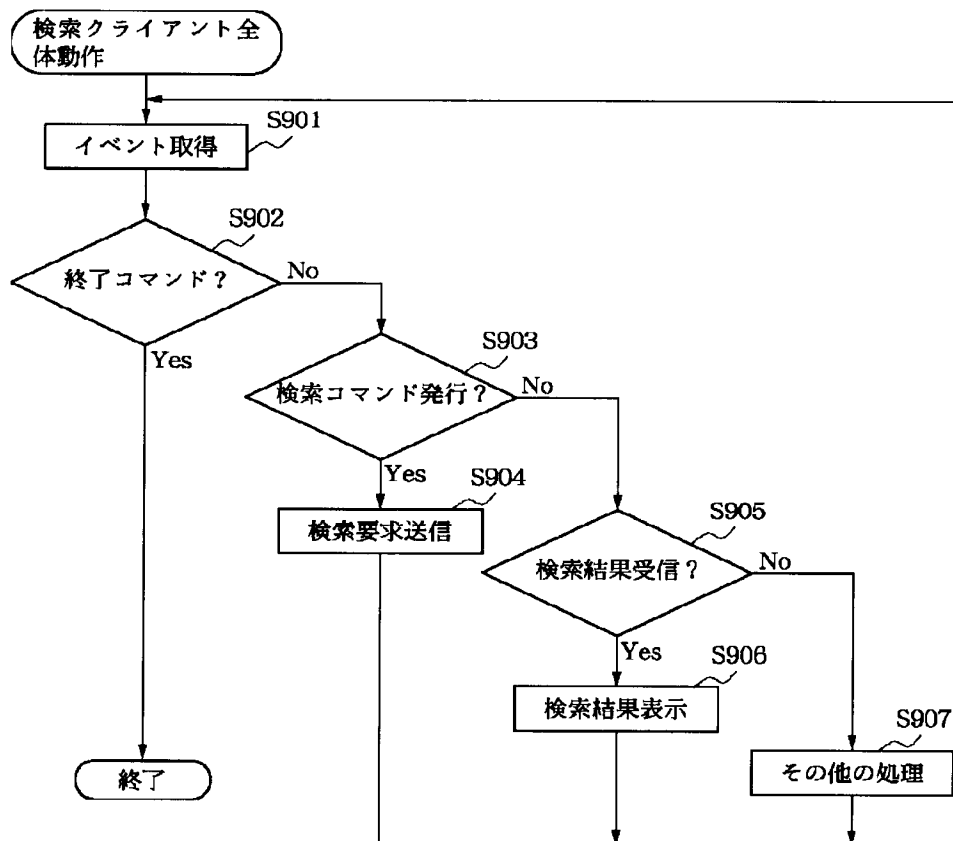 検索クライアント全
体動作
S901
イベント取得
S902
終了コマンド？
No
Yes
S903
検索コマンド発行？
No
Yes
S904
検索要求送信
S905
検索結果受信？
No
Yes
S906
検索結果表示
S907
その他の処理
終了